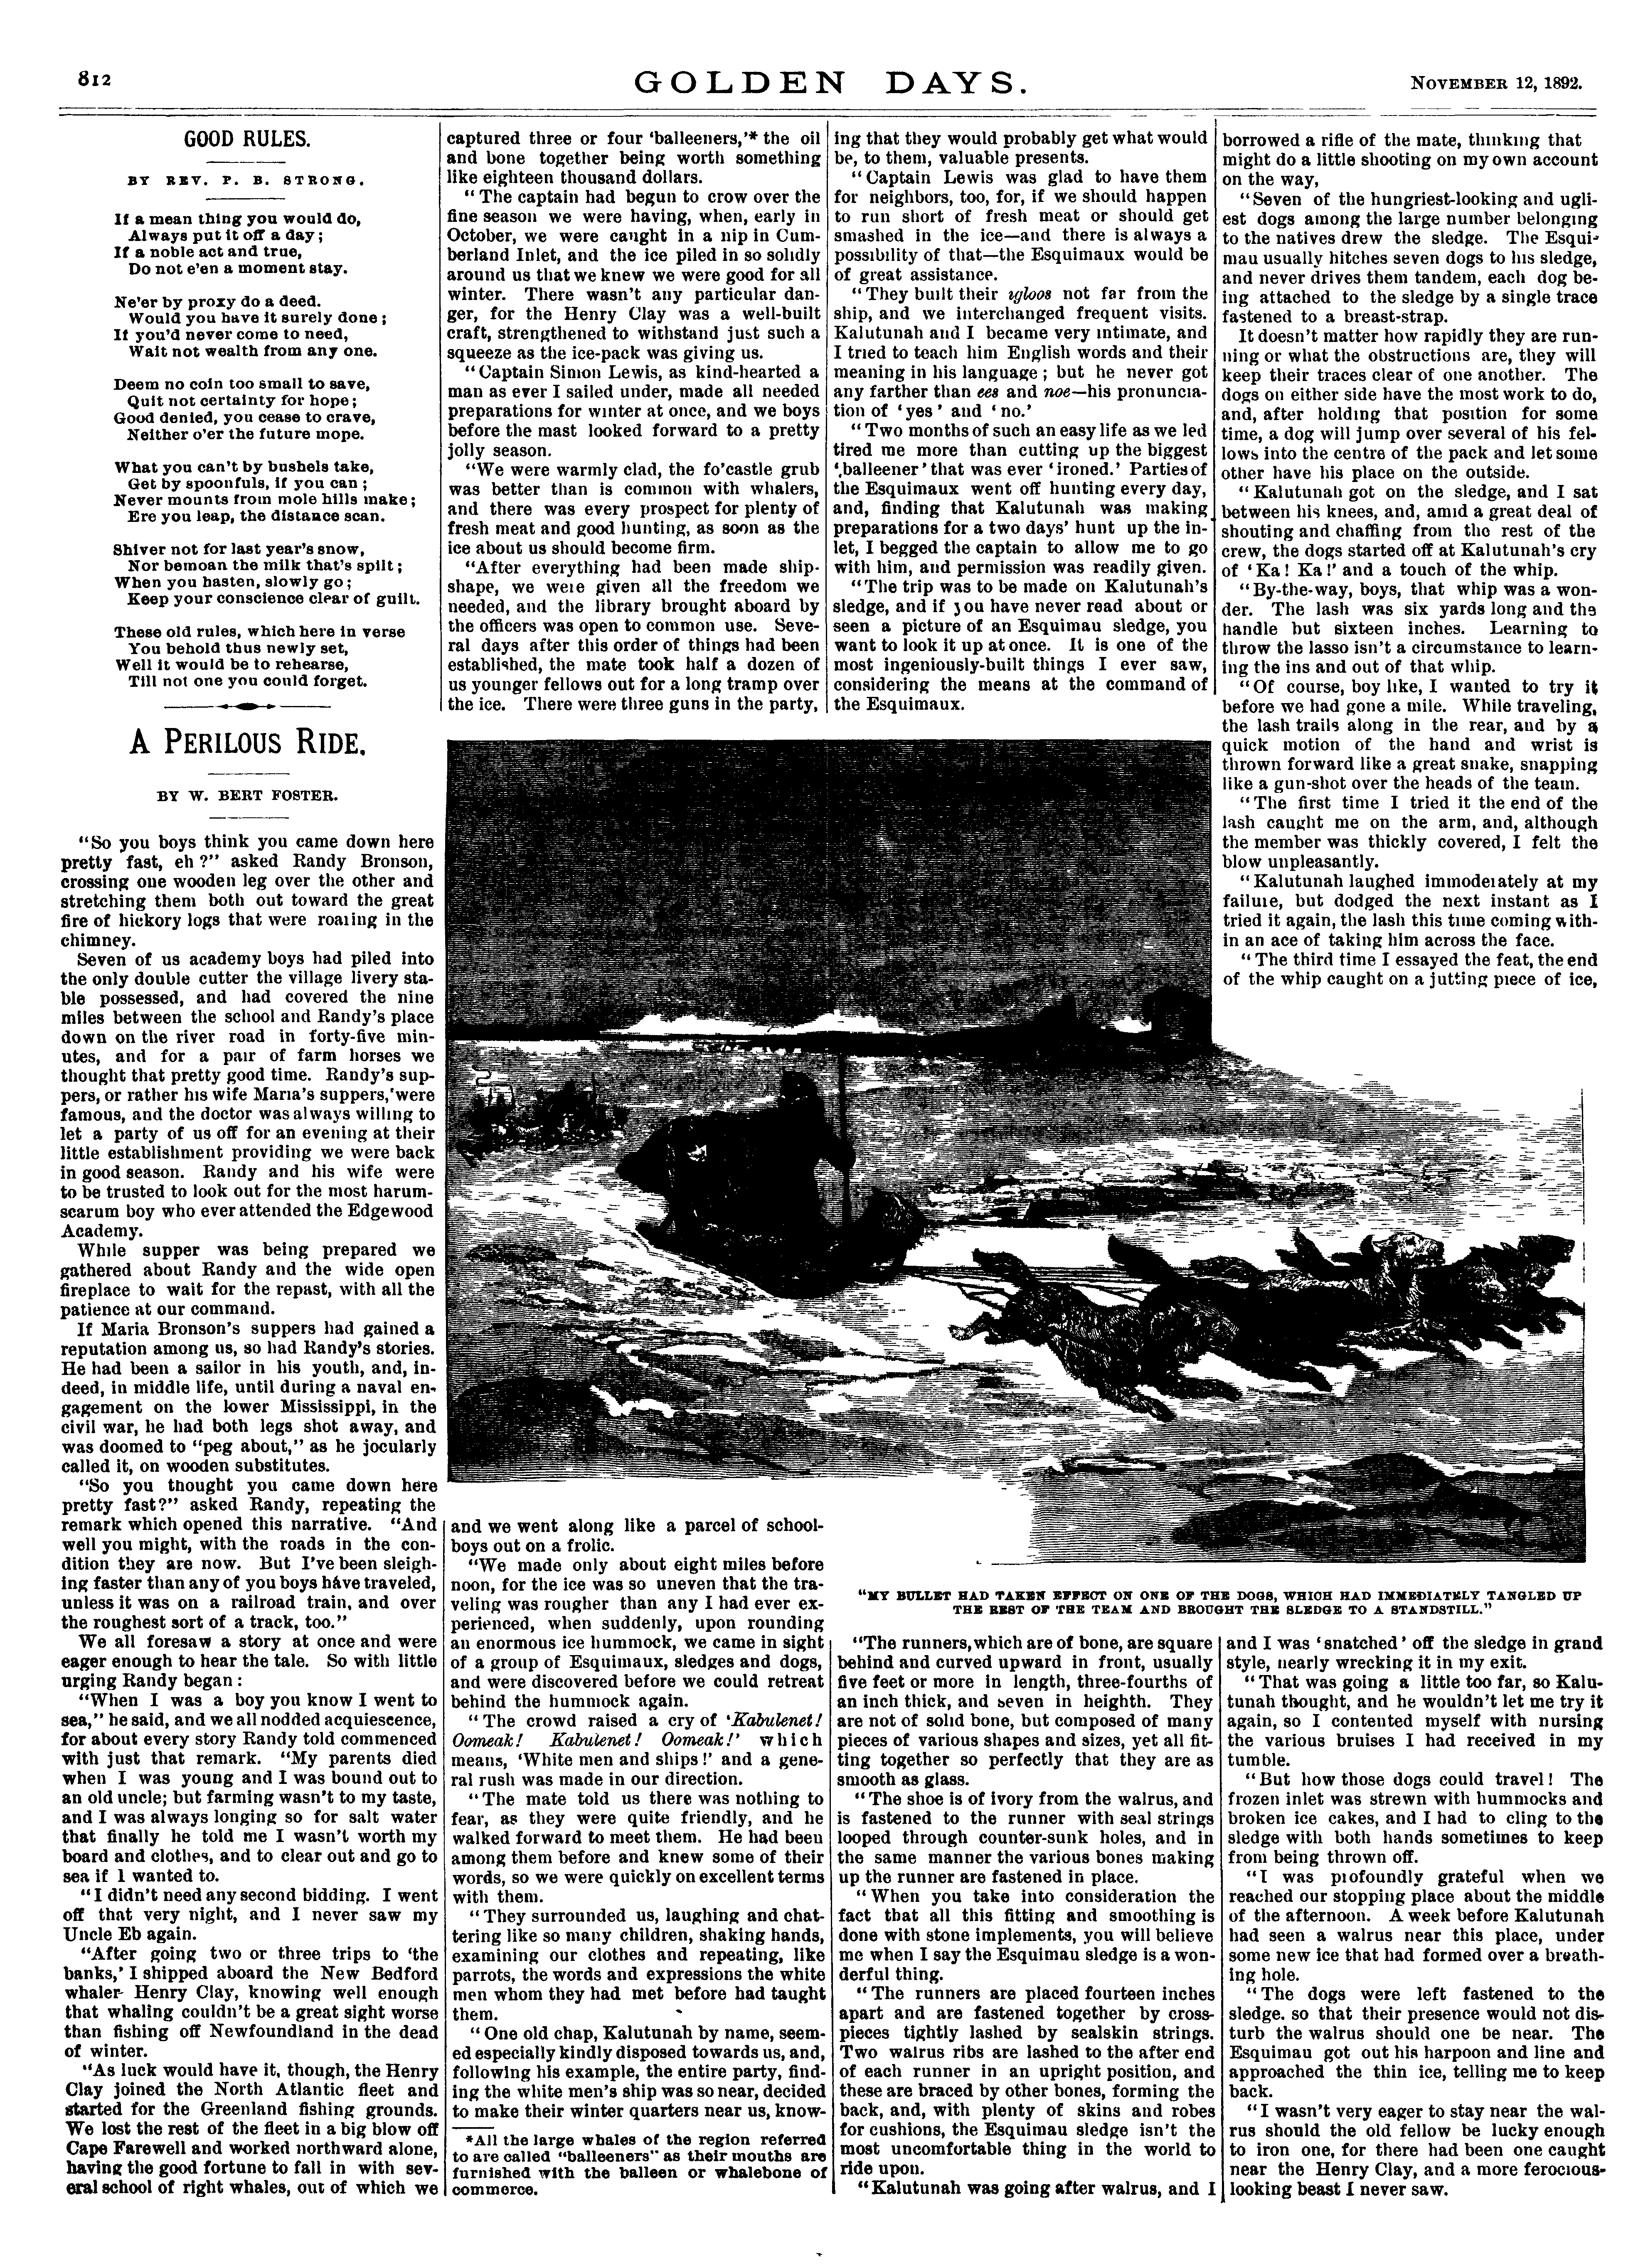 812
GOLDEN DAYS.
NOVEMBER 12, 1892.
GOOD RULES.
BY REV. P. B. STRONG.
If a mean thing you would do,
Always put it off a day;
If a noble act and true,
Do not e'en a moment stay.
Ne'er by proxy do a deed.
Would you have it surely done;
If you'd never come to need,
Wait not wealth from any one.
Deem no coin too small to save,
Quit not certainty for hope;
Good denied, you cease to crave,
Neither o'er the future mope.
What you can't by bushels take,
Get by spoonfuls, if you can;
Never mounts from mole hills make;
Ere you leap, the distance scan.
Shiver not for last year's snow,
Nor bemoan the milk that's spilt;
When you hasten, slowly go;
Keep your conscience clear of guilt.
These old rules, which here in verse
You behold thus newly set,
Well it would be to rehearse,
Till not one you could forget.
A PERILOUS RIDE.
BY W. BERT FOSTER.
"So you boys think you came down here
pretty fast, eh?" asked Randy Bronson,
crossing one wooden leg over the other and
stretching them both out toward the great
fire of hickory logs that were roaring in the
chimney.
Seven of us academy boys had piled into
the only double cutter the village livery sta-
ble possessed, and had covered the nine
miles between the school and Randy's place
down on the river road in forty-five min-
utes, and for a pair of farm horses we
thought that pretty good time. Randy's sup-
pers, or rather his wife Maria's suppers, were
famous, and the doctor was always willing to
let a party of us off for an evening at their
little establishment providing we were back
in good season. Randy and his wife were
to be trusted to look out for the most harum-
scarum boy who ever attended the Edgewood
Academy.
While supper was being prepared we
gathered about Randy and the wide open
fireplace to wait for the repast, with all the
patience at our command.
If Maria Bronson's suppers had gained a
reputation among us, so had Randy's stories.
He had been a sailor in his youth, and, in-
deed, in middle life, until during a naval en-
gagement on the lower Mississippi, in the
civil war, he had both legs shot away, and
was doomed to "peg about," as he jocularly
called it, on wooden substitutes.
"So you thought you came down here
pretty fast?" asked Randy, repeating the
remark which opened this narrative. "And
well you might, with the roads in the con-
dition they are now. But I've been sleigh-
ing faster than any of you boys have traveled,
unless it was on a railroad train, and over
the roughest sort of a track, too."
We all foresaw a story at once and were
eager enough to hear the tale. So with little
urging Randy began:
"When I was a boy you know I went to
sea," he said, and we all nodded acquiescence,
for about every story Randy told commenced
with just that remark. "My parents died
when I was young and I was bound out to
an old uncle; but farming wasn't to my taste,
and I was always longing so for salt water
that finally he told me I wasn't worth my
board and clothes, and to clear out and go to
sea if I wanted to.
"I didn't need any second bidding. I went
off that very night, and I never saw my
Uncle Eb again.
"After going two or three trips to 'the
banks,' I shipped aboard the New Bedford
whaler Henry Clay, knowing well enough
that whaling couldn't be a great sight worse
than fishing off Newfoundland in the dead
of winter.
"As luck would have it, though, the Henry
Clay joined the North Atlantic fleet and
started for the Greenland fishing grounds.
We lost the rest of the fleet in a big blow off
Cape Farewell and worked northward alone,
having the good fortune to fall in with sev-
eral school of right whales, out of which we
captured three or four 'balleeners,'* the oil
and bone together being worth something
like eighteen thousand dollars.
"The captain had begun to crow over the
fine season we were having, when, early in
October, we were caught in a nip in Cum-
berland Inlet, and the ice piled in so solidly
around us that we knew we were good for all
winter. There wasn't any particular dan-
ger, for the Henry Clay was a well-built
craft, strengthened to withstand just such a
squeeze as the ice-pack was giving us.
"Captain Simon Lewis, as kind-hearted a
man as ever I sailed under, made all needed
preparations for winter at once, and we boys
before the mast looked forward to a pretty
jolly season.
"We were warmly clad, the fo'castle grub
was better than is common with whalers,
and there was every prospect for plenty of
fresh meat and good hunting, as soon as the
ice about us should become firm.
"After everything had been made ship-
shape, we were given all the freedom we
needed, and the library brought aboard by
the officers was open to common use. Seve-
ral days after this order of things had been
established, the mate took half a dozen of
us younger fellows out for a long tramp over
the ice. There were three guns in the party,
and we went along like a parcel of school-
boys out on a frolic.
"We made only about eight miles before
noon, for the ice was so uneven that the tra-
veling was rougher than any I had ever ex-
perienced, when suddenly, upon rounding
an enormous ice hummock, we came in sight
of a group of Esquimaux, sledges and dogs,
and were discovered before we could retreat
behind the hummock again.
"The crowd raised a cry of 'Kabulenet!
Oomeak! Kabulenet! Oomeak!' which
means, 'White men and ships!' and a gene-
ral rush was made in our direction.
"The mate told us there was nothing to
fear, as they were quite friendly, and he
walked forward to meet them. He had been
among them before and knew some of their
words, so we were quickly on excellent terms
with them.
"They surrounded us, laughing and chat-
tering like so many children, shaking hands,
examining our clothes and repeating, like
parrots, the words and expressions the white
men whom they had met before had taught
them.
"One old chap, Kalutunah by name, seem-
ed especially kindly disposed towards us, and,
following his example, the entire party, find-
ing the white men's ship was so near, decided
to make their winter quarters near us, know-
*All the large whales of the region referred
to are called "balleeners" as their mouths are
furnished with the balleen or whalebone of
commerce.
ing that they would probably get what would
be, to them, valuable presents.
"Captain Lewis was glad to have them
for neighbors, too, for, if we should happen
to run short of fresh meat or should get
smashed in the ice—and there is always a
possibility of that—the Esquimaux would be
of great assistance.
"They built their igloos not far from the
ship, and we interchanged frequent visits.
Kalutunah and I became very intimate, and
I tried to teach him English words and their
meaning in his language; but he never got
any farther than ees and noe—his pronuncia-
tion of 'yes' and 'no.'
"Two months of such an easy life as we led
tired me more than cutting up the biggest
'balleener' that was ever 'ironed.' Parties of
the Esquimaux went off hunting every day,
and, finding that Kalutunah was making
preparations for a two days' hunt up the in-
let, I begged the captain to allow me to go
with him, and permission was readily given.
"The trip was to be made on Kalutunah's
sledge, and if you have never read about or
seen a picture of an Esquimau sledge, you
want to look it up at once. It is one of the
most ingeniously-built things I ever saw,
considering the means at the command of
the Esquimaux.
"MY BULLET HAD TAKEN EFFECT ON ONE OF THE DOGS, WHICH HAD IMMEDIATELY TANGLED UP
THE REST OF THE TEAM AND BROUGHT THE SLEDGE TO A STANDSTILL."
"The runners, which are of bone, are square
behind and curved upward in front, usually
five feet or more in length, three-fourths of
an inch thick, and seven in heighth. They
are not of solid bone, but composed of many
pieces of various shapes and sizes, yet all fit-
ting together so perfectly that they are as
smooth as glass.
"The shoe is of ivory from the walrus, and
is fastened to the runner with seal strings
looped through counter-sunk holes, and in
the same manner the various bones making
up the runner are fastened in place.
"When you take into consideration the
fact that all this fitting and smoothing is
done with stone implements, you will believe
me when I say the Esquimau sledge is a won-
derful thing.
"The runners are placed fourteen inches
apart and are fastened together by cross-
pieces tightly lashed by sealskin strings.
Two walrus ribs are lashed to the after end
of each runner in an upright position, and
these are braced by other bones, forming the
back, and, with plenty of skins and robes
for cushions, the Esquimau sledge isn't the
most uncomfortable thing in the world to
ride upon.
"Kalutunah was going after walrus, and I
borrowed a rifle of the mate, thinking that
might do a little shooting on my own account
on the way,
"Seven of the hungriest-looking and ugli-
est dogs among the large number belonging
to the natives drew the sledge. The Esqui-
mau usually hitches seven dogs to his sledge,
and never drives them tandem, each dog be-
ing attached to the sledge by a single trace
fastened to a breast-strap.
It doesn't matter how rapidly they are run-
ning or what the obstructions are, they will
keep their traces clear of one another. The
dogs on either side have the most work to do,
and, after holding that position for some
time, a dog will jump over several of his fel-
lows into the centre of the pack and let some
other have his place on the outside.
"Kalutunah got on the sledge, and I sat
between his knees, and, amid a great deal of
shouting and chaffing from the rest of the
crew, the dogs started off at Kalutunah's cry
of 'Ka! Ka!' and a touch of the whip.
"By-the-way, boys, that whip was a won-
der. The lash was six yards long and the
handle but sixteen inches. Learning to
throw the lasso isn't a circumstance to learn-
ing the ins and out of that whip.
"Of course, boy like, I wanted to try it
before we had gone a mile. While traveling,
the lash trails along in the rear, and by a
quick motion of the hand and wrist is
thrown forward like a great snake, snapping
like a gun-shot over the heads of the team.
"The first time I tried it the end of the
lash caught me on the arm, and, although
the member was thickly covered, I felt the
blow unpleasantly.
"Kalutunah laughed immoderately at my
failure, but dodged the next instant as I
tried it again, the lash this time coming with-
in an ace of taking him across the face.
"The third time I essayed the feat, the end
of the whip caught on a jutting piece of ice,
and I was 'snatched' off the sledge in grand
style, nearly wrecking it in my exit.
"That was going a little too far, so Kalu-
tunah thought, and he wouldn't let me try it
again, so I contented myself with nursing
the various bruises I had received in my
tumble.
"But how those dogs could travel! The
frozen inlet was strewn with hummocks and
broken ice cakes, and I had to cling to the
sledge with both hands sometimes to keep
from being thrown off.
"I was profoundly grateful when we
reached our stopping place about the middle
of the afternoon. A week before Kalutunah
had seen a walrus near this place, under
some new ice that had formed over a breath-
ing hole.
"The dogs were left fastened to the
sledge. so that their presence would not dis-
turb the walrus should one be near. The
Esquimau got out his harpoon and line and
approached the thin ice, telling me to keep
back.
"I wasn't very eager to stay near the wal-
rus should the old fellow be lucky enough
to iron one, for there had been one caught
near the Henry Clay, and a more ferocious-
looking beast I never saw.